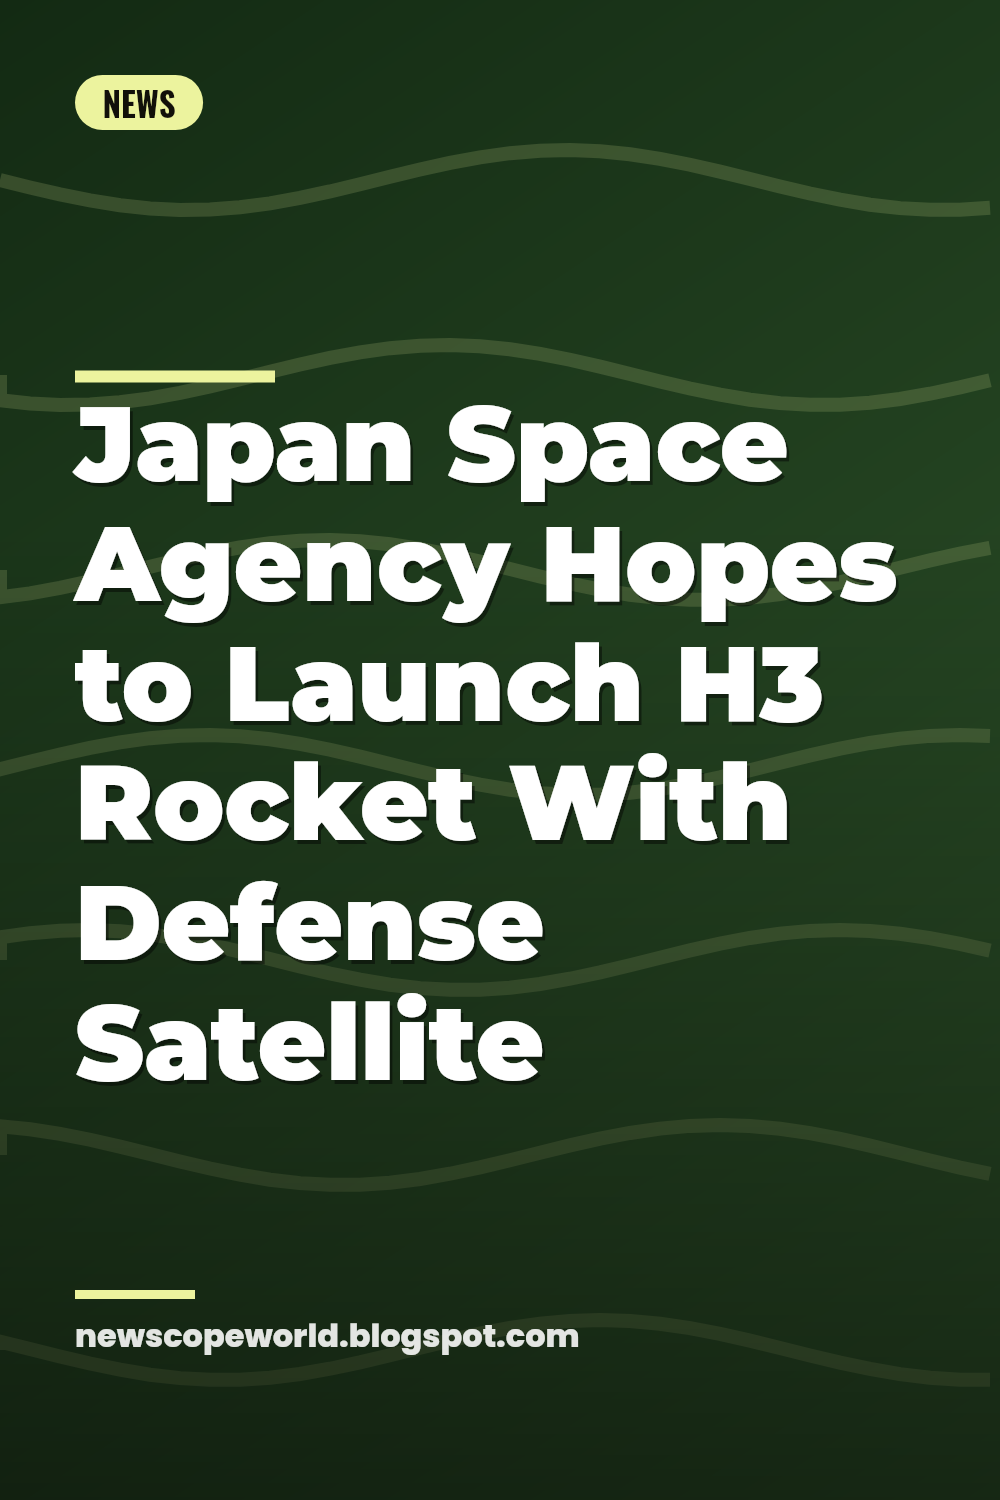 NEWS
Japan Space
Agency Hopes
to Launch H3
Rocket With
Defense
Satellite
newscopeworld.blogspot.com